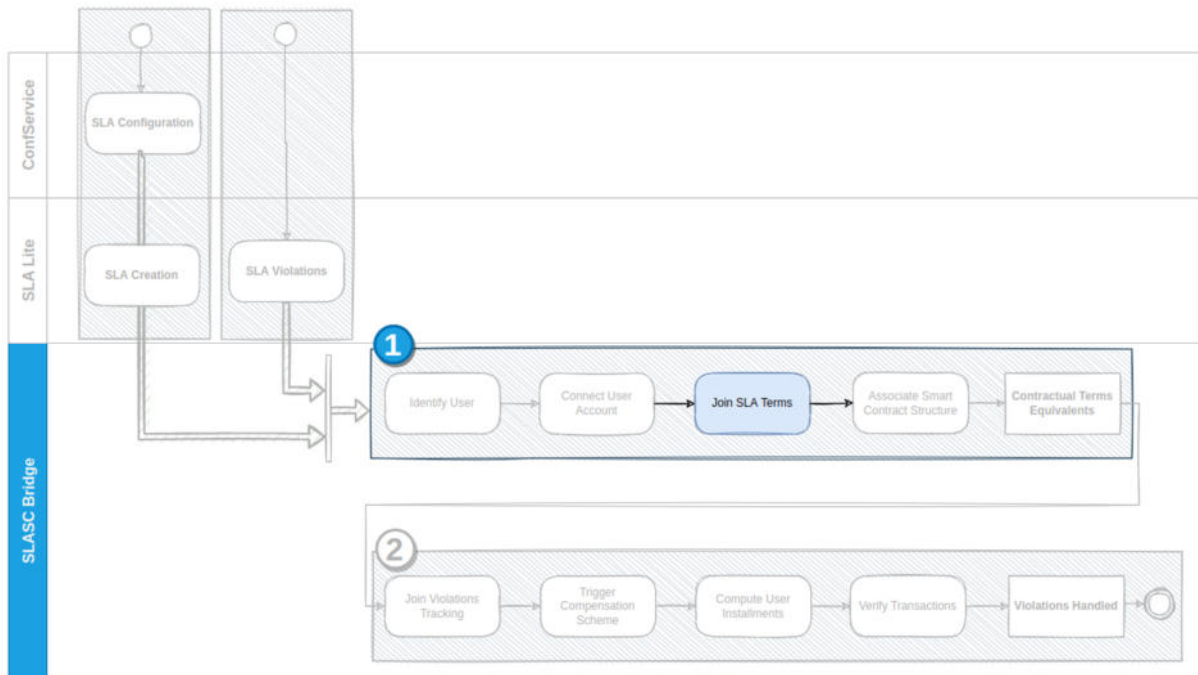 ConfService
SLA Configuration
SLA Lite
SLA Creation
SLA Violations
SLASC Bridge
1
Identify User
Connect User
Account
Join SLA Terms
Associate Smart
Contract Structure
Contractual Terms
Equivalents
2
Join Violations
Tracking
Trigger
Compensation
Scheme
Compute User
Installments
Verify Transactions
Violations Handled